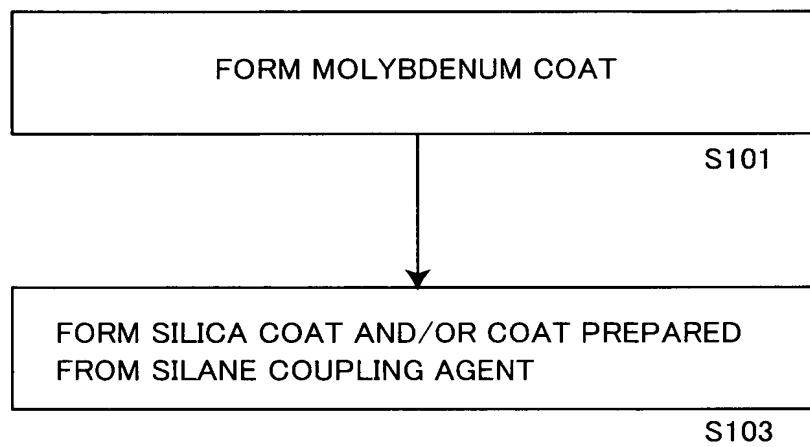 FORM MOLYBDENUM COAT
S101
FORM SILICA COAT AND/OR COAT PREPARED
FROM SILANE COUPLING AGENT
S103